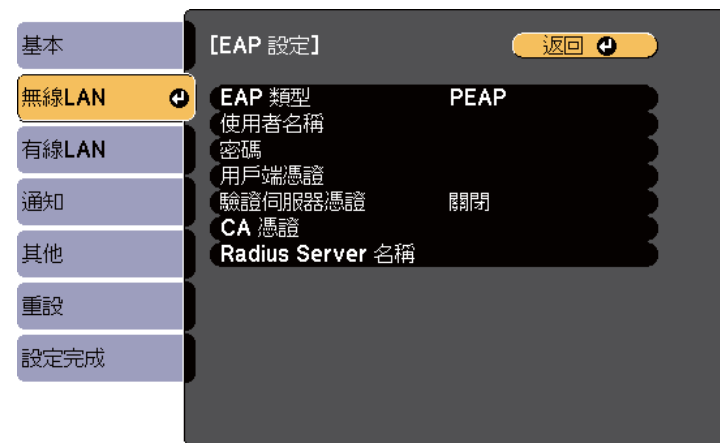 基本
無線LAN
有線LAN
通知
其他
重設
設定完成
[EAP 設定]
返回
EAP 類型 PEAP
使用者名稱
密碼
用戶端憑證
驗證伺服器憑證 關閉
CA 憑證
Radius Server 名稱